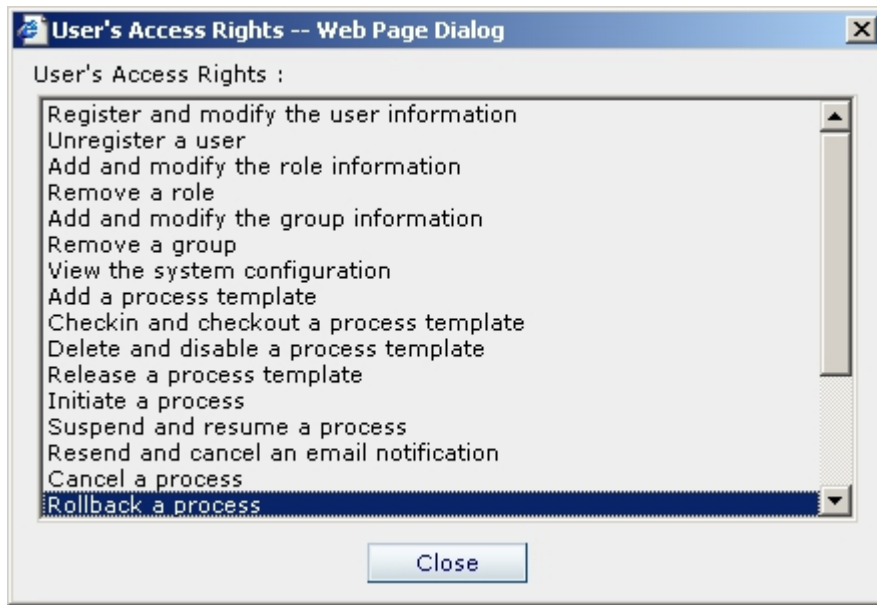 User's Access Rights -- Web Page Dialog
User's Access Rights :
Register and modify the user information
Unregister a user
Add and modify the role information
Remove a role
Add and modify the group information
Remove a group
View the system configuration
Add a process template
Checkin and checkout a process template
Delete and disable a process template
Release a process template
Initiate a process
Suspend and resume a process
Resend and cancel an email notification
Cancel a process
Rollback a process
Close